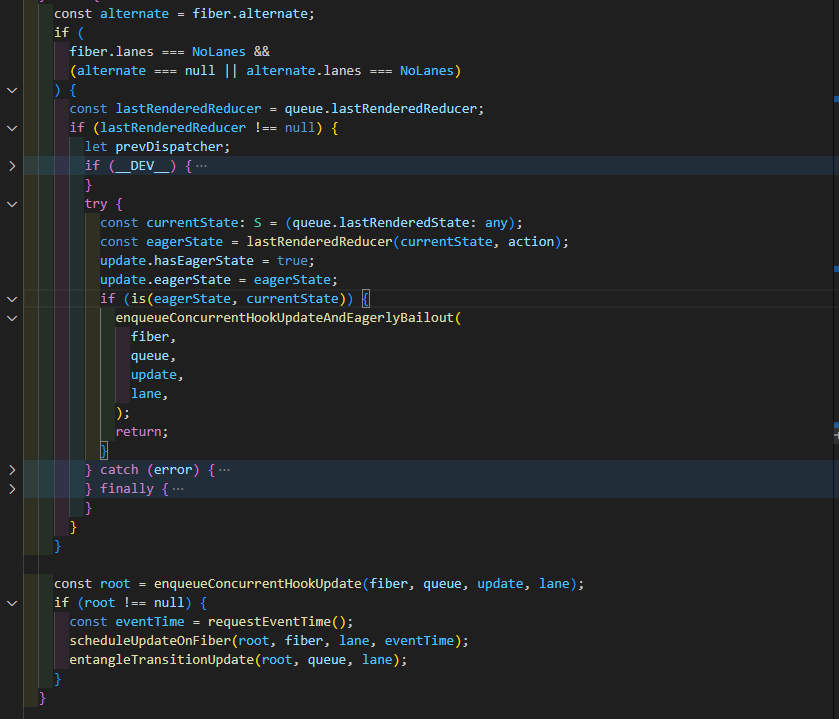 const alternate = fiber.alternate;
if (
fiber.lanes === NoLanes &&
(alternate === null || alternate.lanes === NoLanes)
) {
const lastRenderedReducer = queue.lastRenderedReducer;
if (lastRenderedReducer !== null) {
let prevDispatcher;
if (__DEV__) { ···
}
try {
const currentState: S = (queue.lastRenderedState: any);
const eagerState = lastRenderedReducer(currentState, action);
update.hasEagerState = true;
update.eagerState = eagerState;
if (is(eagerState, currentState)) {
enqueueConcurrentHookUpdateAndEagerlyBailout(
fiber,
queue,
update,
lane,
);
return;
}
} catch (error) { ···
} finally { ···
}
}
}
const root = enqueueConcurrentHookUpdate(fiber, queue, update, lane);
if (root !== null) {
const eventTime = requestEventTime();
scheduleUpdateOnFiber(root, fiber, lane, eventTime);
entangleTransitionUpdate(root, queue, lane);
}
}